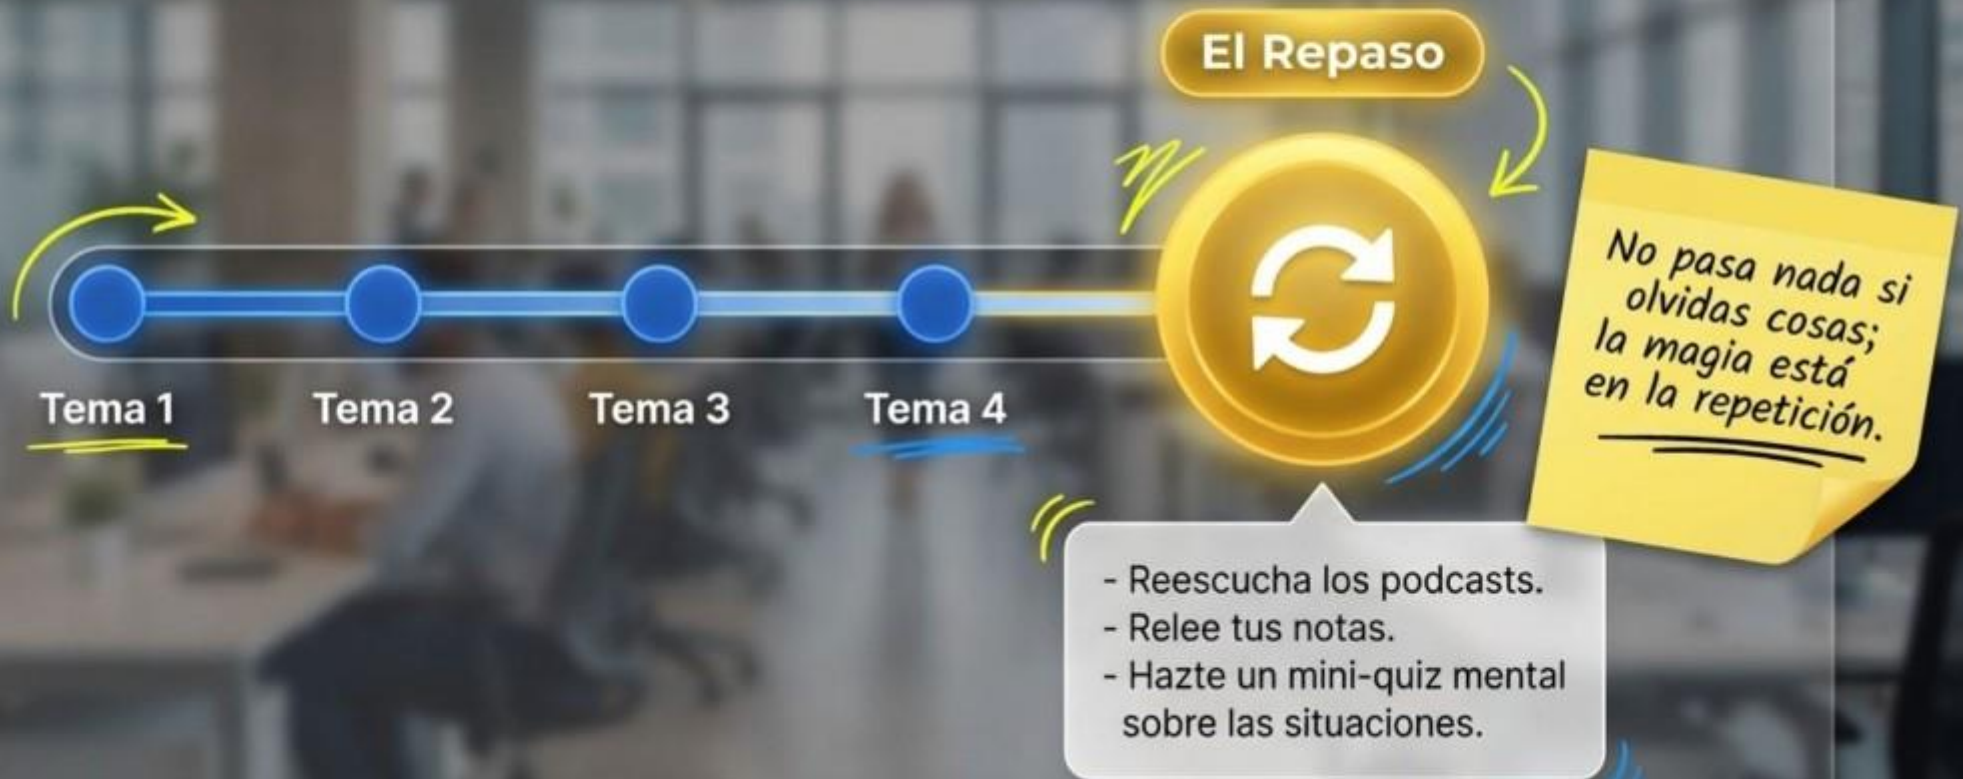 El Repaso
Tema 1
Tema 2
Tema 3
Tema 4
No pasa nada si
olvidas cosas;
la magia está
en la repetición.
- Reescucha los podcasts.
- Relee tus notas.
- Hazte un mini-quiz mental
sobre las situaciones.